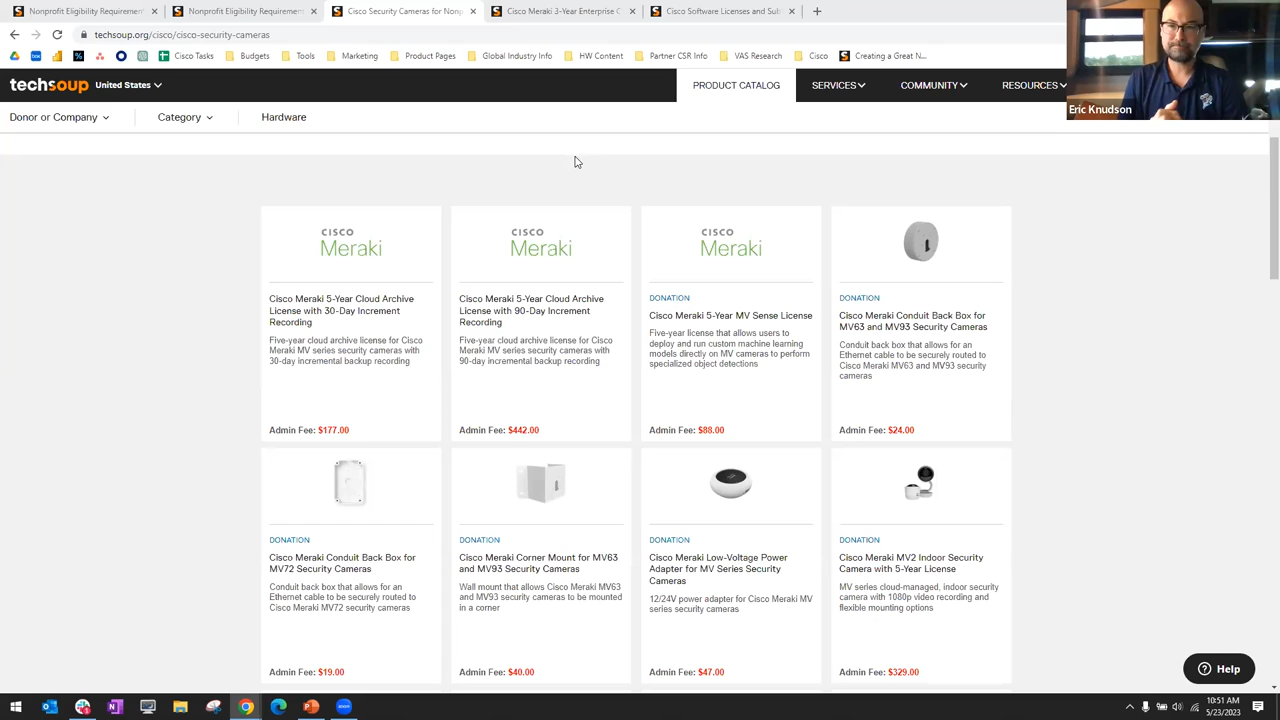 Nonprofit Eligibility Requirement
Nonprofit Eligibility Requirement
Cisco Security Cameras for Nonp
Cisco Meraki 3-Year Enterprise C
Cisco Software Licenses and Sub
techsoup.org/cisco/cisco-security-cameras
Cisco Tasks
Budgets
Tools
Marketing
Product Pages
Global Industry Info
HW Content
Partner CSR Info
VAS Research
Cisco
Creating a Great N...
techsoup United States
PRODUCT CATALOG
SERVICES
COMMUNITY
RESOURCES
Eric Knudson
Donor or Company
Category
Hardware
CISCO
Meraki
Cisco Meraki 5-Year Cloud Archive
License with 30-Day Increment
Recording
Five-year cloud archive license for Cisco
Meraki MV series security cameras with
30-day incremental backup recording
Admin Fee: $177.00
CISCO
Meraki
Cisco Meraki 5-Year Cloud Archive
License with 90-Day Increment
Recording
Five-year cloud archive license for Cisco
Meraki MV series security cameras with
90-day incremental backup recording
Admin Fee: $442.00
CISCO
Meraki
DONATION
Cisco Meraki 5-Year MV Sense License
Five-year license that allows users to
deploy and run custom machine learning
models directly on MV cameras to perform
specialized object detections
Admin Fee: $88.00
DONATION
Cisco Meraki Conduit Back Box for
MV63 and MV93 Security Cameras
Conduit back box that allows for an
Ethernet cable to be securely routed to
Cisco Meraki MV63 and MV93 security
cameras
Admin Fee: $24.00
DONATION
Cisco Meraki Conduit Back Box for
MV72 Security Cameras
Conduit back box that allows for an
Ethernet cable to be securely routed to
Cisco Meraki MV72 security cameras
Admin Fee: $19.00
DONATION
Cisco Meraki Corner Mount for MV63
and MV93 Security Cameras
Wall mount that allows Cisco Meraki MV63
and MV93 security cameras to be mounted
in a corner
Admin Fee: $40.00
DONATION
Cisco Meraki Low-Voltage Power
Adapter for MV Series Security
Cameras
12/24V power adapter for Cisco Meraki MV
series security cameras
Admin Fee: $47.00
DONATION
Cisco Meraki MV2 Indoor Security
Camera with 5-Year License
MV series cloud-managed, indoor security
camera with 1080p video recording and
flexible mounting options
Admin Fee: $329.00
Help
10:51 AM
5/23/2023